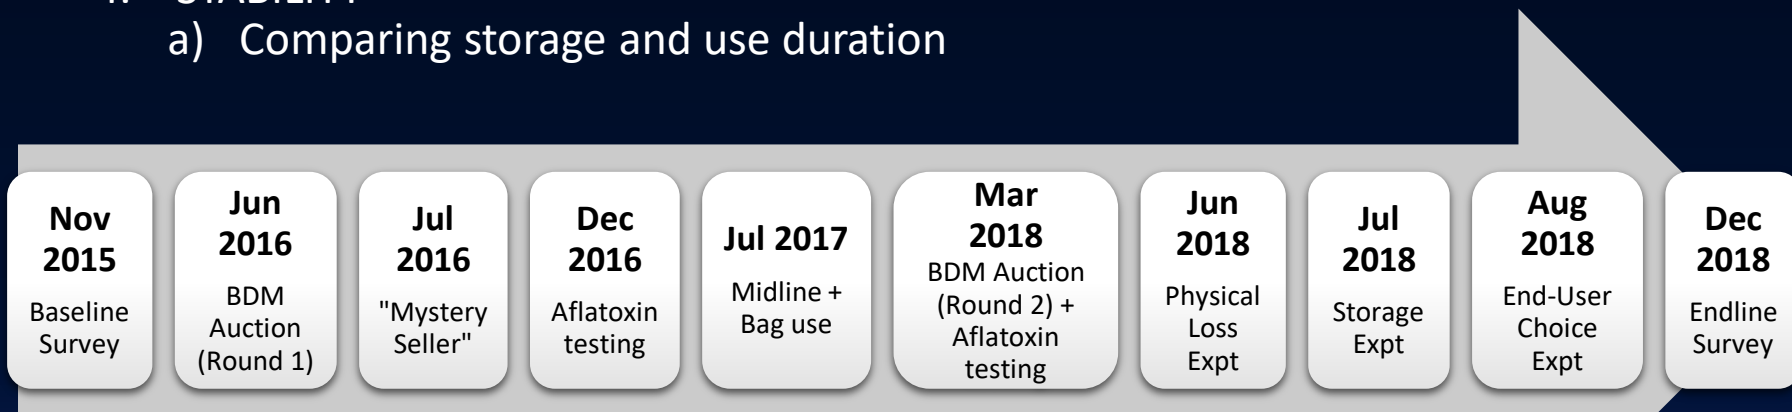 a) Comparing storage and use duration
Nov
2015
Baseline
Survey
Jun
2016
BDM
Auction
(Round 1)
Jul
2016
"Mystery
Seller"
Dec
2016
Aflatoxin
testing
Jul 2017
Midline +
Bag use
Mar
2018
BDM Auction
(Round 2) +
Aflatoxin
testing
Jun
2018
Physical
Loss
Expt
Jul
2018
Storage
Expt
Aug
2018
End-User
Choice
Expt
Dec
2018
Endline
Survey